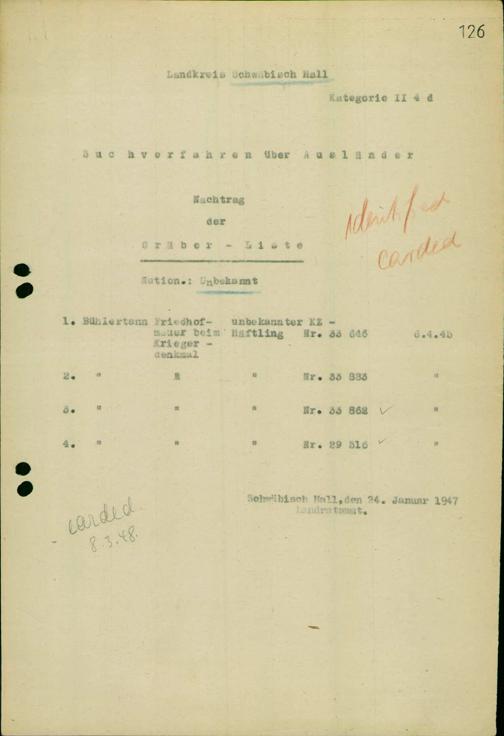 126
Landkreis Schwäbisch Hall
Kategorie II 4 d
Suchverfahren über Ausländer
Nachtrag
der
Gräber - Liste
Nation.: Unbekannt
identified
carded
1. Bühlertann Friedhof- unbekannter KZ -
mauer beim Häftling Nr. 33 646 6.4.45
Krieger -
denkmal
2. " " " Nr. 33 883 "
3. " " " Nr. 33 862 ✓ "
4. " " " Nr. 29 516 ✓ "
Schwäbisch Hall, den 24. Januar 1947
Landratsamt.
carded.
8.3.48.